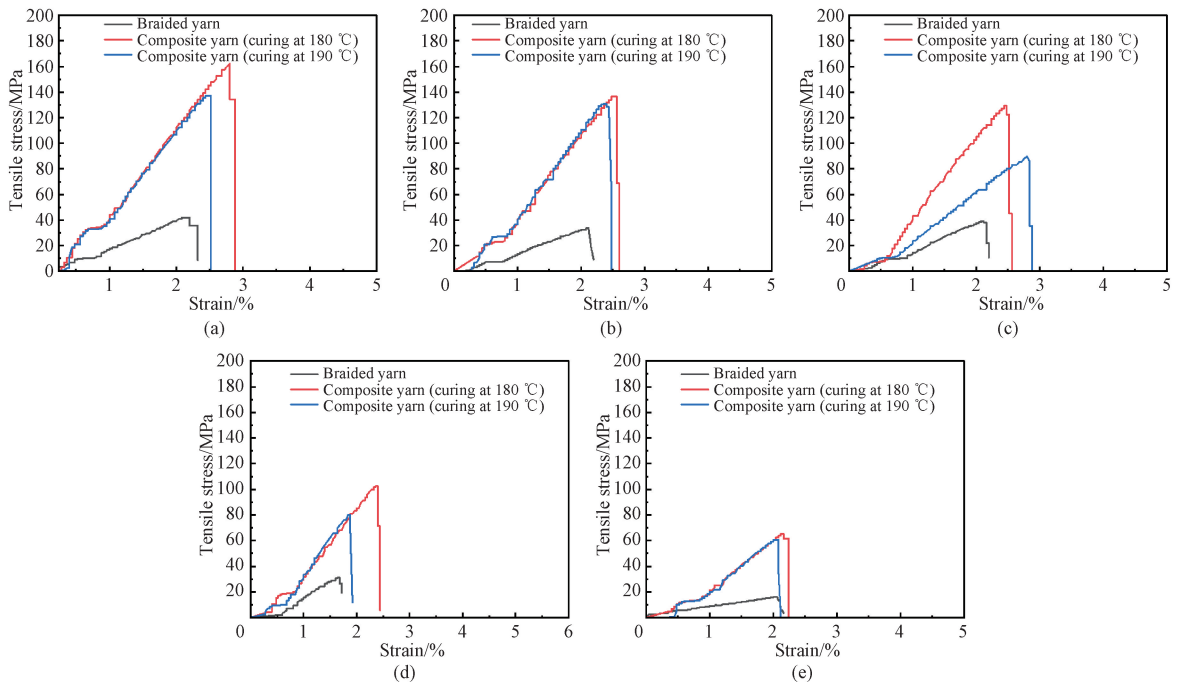 200
180
160
140
120
100
80
60
40
20
0
Tensile stress/MPa
Braided yarn
Composite yarn (curing at 180 ℃)
Composite yarn (curing at 190 ℃)
1 2 3 4 5
Strain/%
(a)
200
180
160
140
120
100
80
60
40
20
0
Tensile stress/MPa
Braided yarn
Composite yarn (curing at 180 ℃)
Composite yarn (curing at 190 ℃)
1 2 3 4 5
Strain/%
(b)
200
180
160
140
120
100
80
60
40
20
0
Tensile stress/MPa
Braided yarn
Composite yarn (curing at 180 ℃)
Composite yarn (curing at 190 ℃)
0 1 2 3 4 5
Strain/%
(c)
200
180
160
140
120
100
80
60
40
20
Tensile stress/MPa
Braided yarn
Composite yarn (curing at 180 ℃)
Composite yarn (curing at 190 ℃)
0 1 2 3 4 5 6
Strain/%
(d)
200
180
160
140
120
100
80
60
40
20
Tensile stress/MPa
Braided yarn
Composite yarn (curing at 180 ℃)
Composite yarn (curing at 190 ℃)
0 1 2 3 4 5
Strain/%
(e)